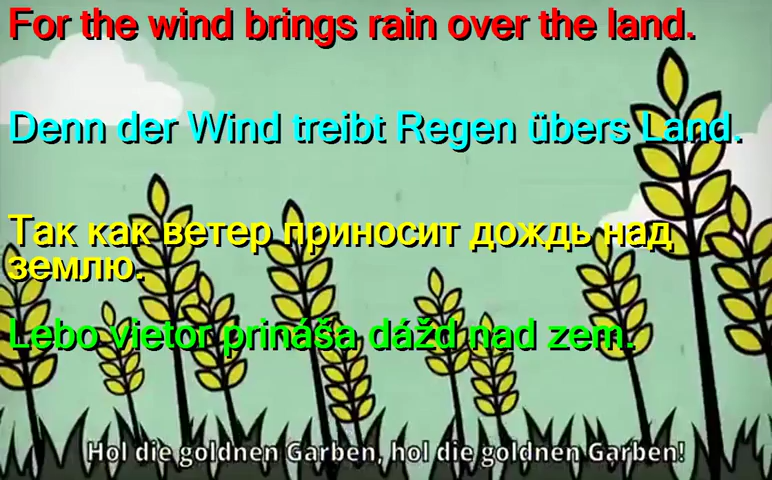 For the wind brings rain over the land.
Denn der Wind treibt Regen übers Land.
Так как ветер приносит дождь над
землю.
Lebo vietor prináša dážd nad zem.
Hol die goldnen Garben, hol die goldnen Garben!